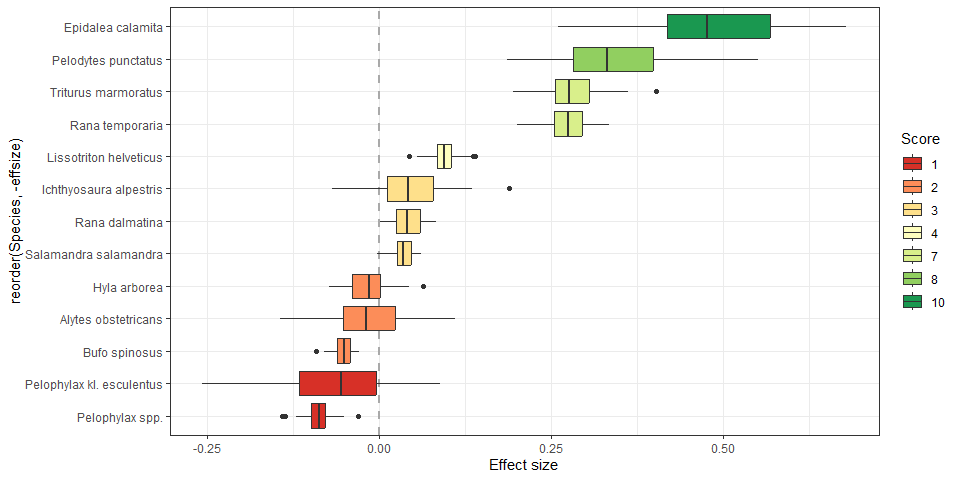 Epidalea calamita
Pelodytes punctatus
Triturus marmoratus
Rana temporaria
Lissotriton helveticus
Ichthyosaura alpestris
Rana dalmatina
Salamandra salamandra
Hyla arborea
Alytes obstetricans
Bufo spinosus
Pelophylax kl. esculentus
Pelophylax spp.
reorder(Species, -effsize)
-0.25 0.00 0.25 0.50
Effect size
Score
1
2
3
4
7
8
10